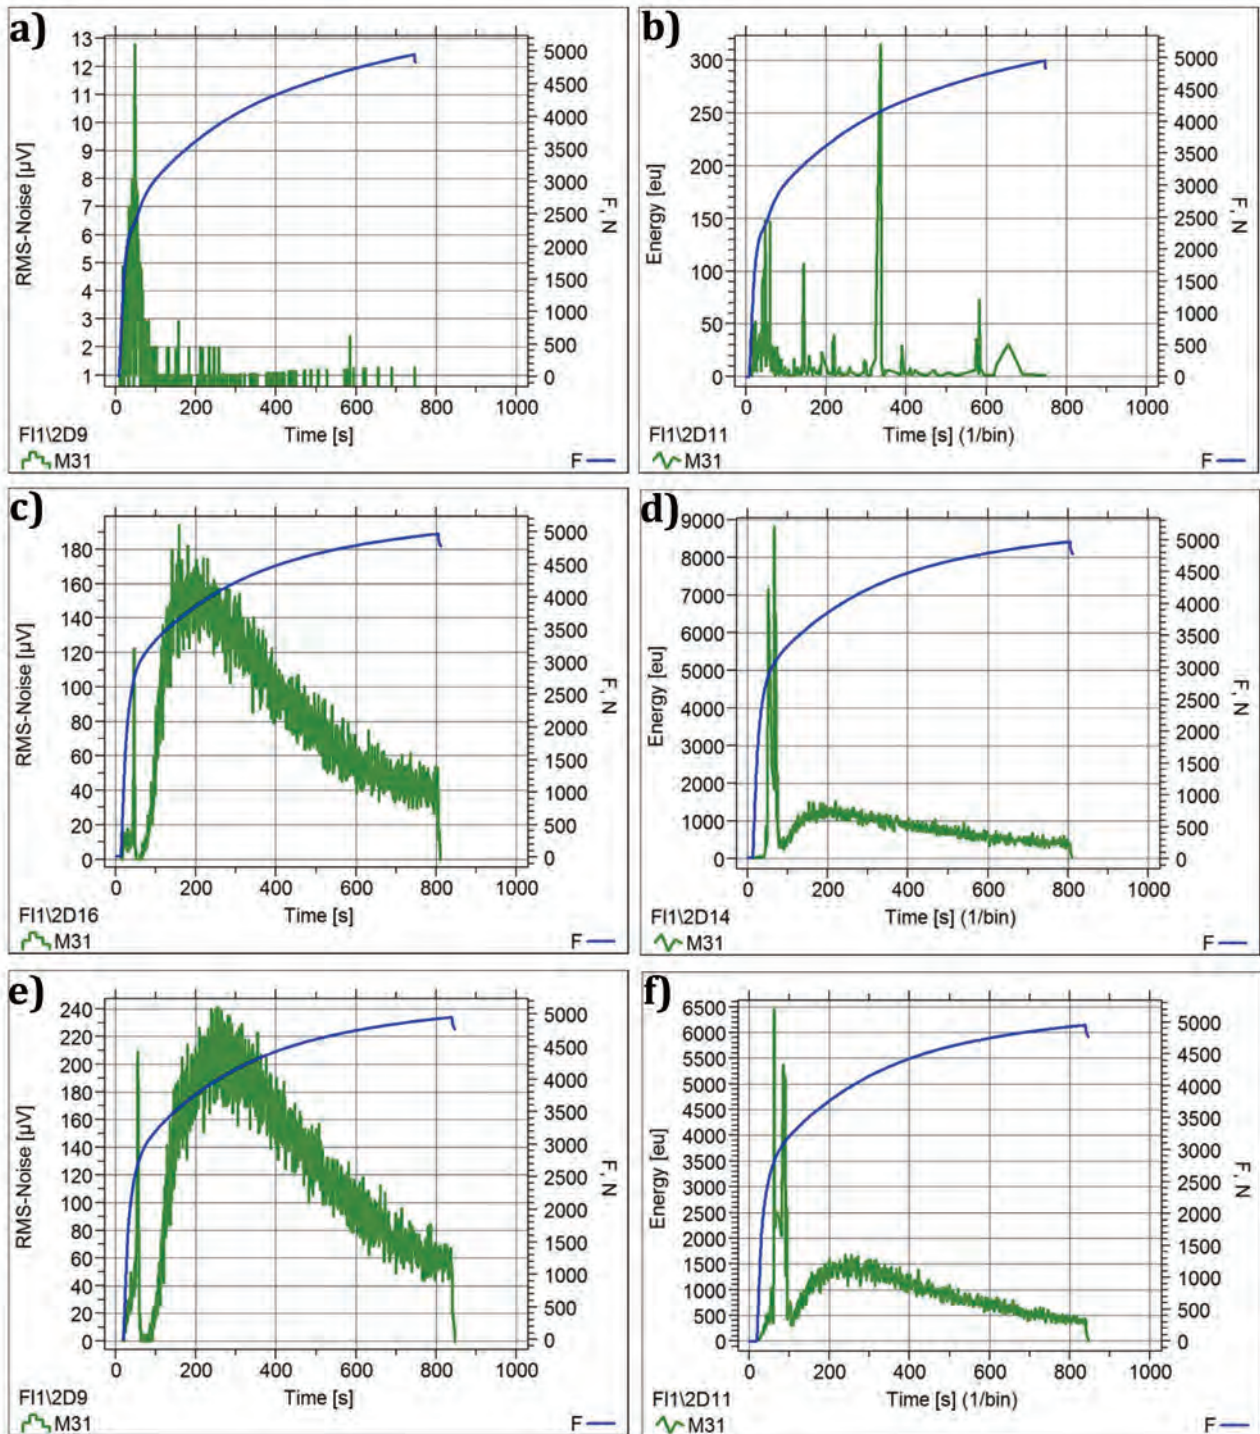 a)
RMS-Noise [µV]
13
12
11
10
9
8
7
6
5
4
3
2
1
5000
4500
4000
3500
3000
2500
2000
1500
1000
500
0
F, N
0 200 400 600 800 1000
Time [s]
FI1\2D9
M31
F
b)
Energy [eu]
300
250
200
150
100
50
0
5000
4500
4000
3500
3000
2500
2000
1500
1000
500
0
F, N
0 200 400 600 800 1000
Time [s] (1/bin)
FI1\2D11
M31
F
c)
RMS-Noise [µV]
180
160
140
120
100
80
60
40
20
0
5000
4500
4000
3500
3000
2500
2000
1500
1000
500
0
F, N
0 200 400 600 800 1000
Time [s]
FI1\2D16
M31
F
d)
Energy [eu]
9000
8000
7000
6000
5000
4000
3000
2000
1000
0
5000
4500
4000
3500
3000
2500
2000
1500
1000
500
0
F, N
0 200 400 600 800 1000
Time [s] (1/bin)
FI1\2D14
M31
F
e)
RMS-Noise [µV]
240
220
200
180
160
140
120
100
80
60
40
20
0
5000
4500
4000
3500
3000
2500
2000
1500
1000
500
0
F, N
0 200 400 600 800 1000
Time [s]
FI1\2D9
M31
F
f)
Energy [eu]
6500
6000
5500
5000
4500
4000
3500
3000
2500
2000
1500
1000
500
0
5000
4500
4000
3500
3000
2500
2000
1500
1000
500
0
F, N
0 200 400 600 800 1000
Time [s] (1/bin)
FI1\2D11
M31
F